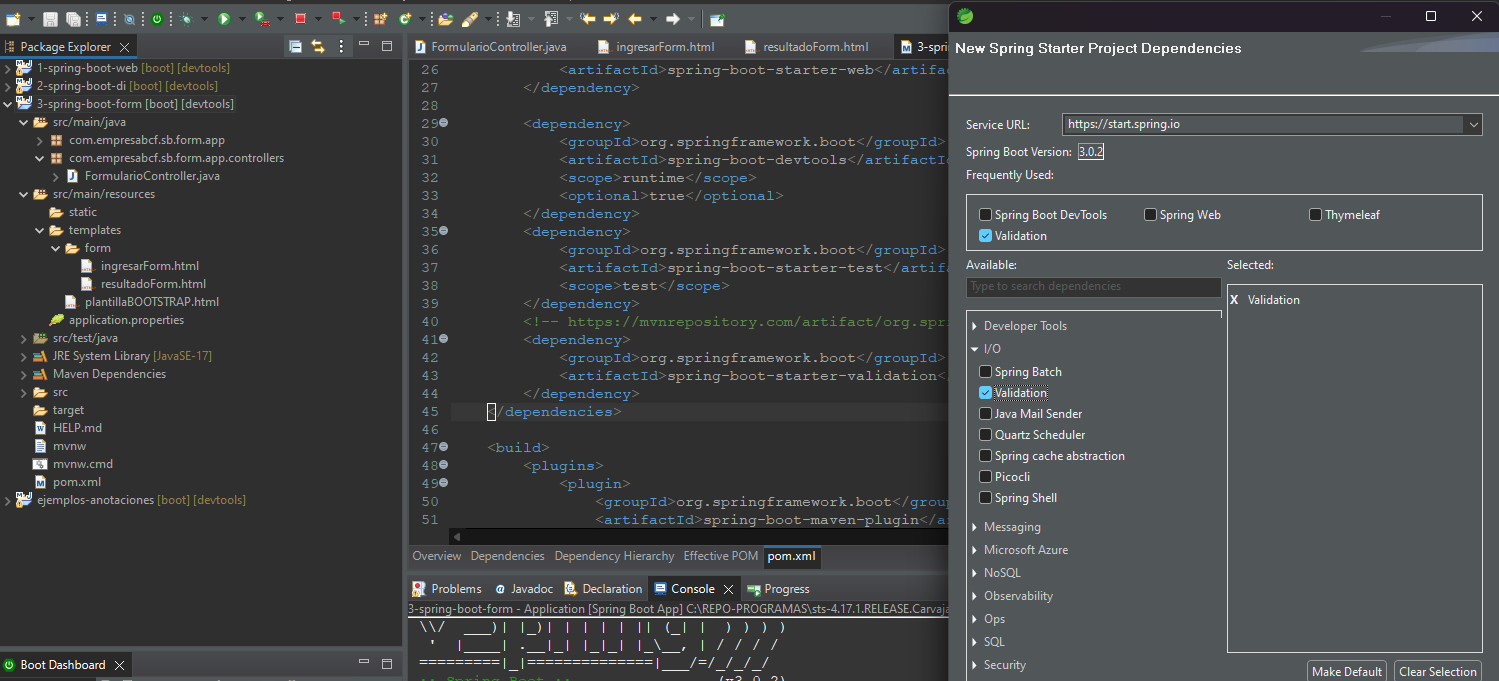 Package Explorer
1-spring-boot-web [boot] [devtools]
2-spring-boot-di [boot] [devtools]
3-spring-boot-form [boot] [devtools]
src/main/java
com.empresabcf.sb.form.app
com.empresabcf.sb.form.app.controllers
FormularioController.java
src/main/resources
static
templates
form
ingresarForm.html
resultadoForm.html
plantillaBOOTSTRAP.html
application.properties
src/test/java
JRE System Library [JavaSE-17]
Maven Dependencies
src
target
HELP.md
mvnw
mvnw.cmd
pom.xml
ejemplos-anotaciones [boot] [devtools]
Boot Dashboard
FormularioController.java
ingresarForm.html
resultadoForm.html
3-spri
26 <artifactId>spring-boot-starter-web</artifac
27 </dependency>
28
29 <dependency>
30 <groupId>org.springframework.boot</groupId>
31 <artifactId>spring-boot-devtools</artifactId
32 <scope>runtime</scope>
33 <optional>true</optional>
34 </dependency>
35 <dependency>
36 <groupId>org.springframework.boot</groupId>
37 <artifactId>spring-boot-starter-test</artifa
38 <scope>test</scope>
39 </dependency>
40 <!-- https://mvnrepository.com/artifact/org.spri
41 <dependency>
42 <groupId>org.springframework.boot</groupId>
43 <artifactId>spring-boot-starter-validation</
44 </dependency>
45 </dependencies>
46
47 <build>
48 <plugins>
49 <plugin>
50 <groupId>org.springframework.boot</group
51 <artifactId>spring-boot-maven-plugin</ar
Overview Dependencies Dependency Hierarchy Effective POM pom.xml
Problems Javadoc Declaration Console Progress
3-spring-boot-form - Application [Spring Boot App] C:\REPO-PROGRAMAS\sts-4.17.1.RELEASE.Carvaja
\\/  ___)| |_)| | | | | || (_| |  ) ) ) )
'  |____| .__|_| |_|_| |_\__, | / / / /
=========|_|==============|___/=/_/_/_/
:: Spring Boot :: (v3.0.2)
New Spring Starter Project Dependencies
Service URL: https://start.spring.io
Spring Boot Version: 3.0.2
Frequently Used:
Spring Boot DevTools
Spring Web
Thymeleaf
Validation
Available:
Type to search dependencies
Developer Tools
I/O
Spring Batch
Validation
Java Mail Sender
Quartz Scheduler
Spring cache abstraction
Picocli
Spring Shell
Messaging
Microsoft Azure
NoSQL
Observability
Ops
SQL
Security
Selected:
X Validation
Make Default
Clear Selection